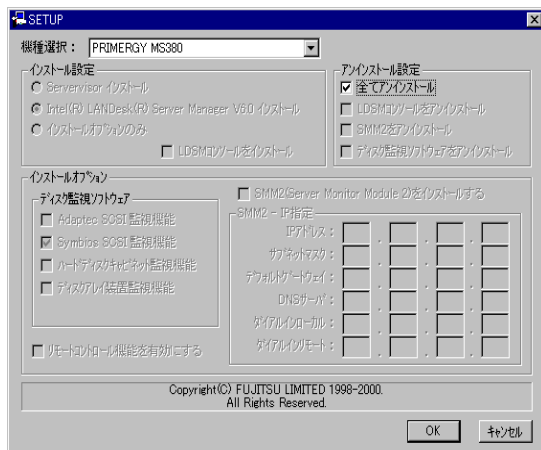 SETUP
機種選択： PRIMERGY MS380
インストール設定
Servervisor インストール
Intel(R) LANDesk(R) Server Manager V6.0 インストール
インストールオプションのみ
LDSMコンソールをインストール
アンインストール設定
全てアンインストール
LDSMコンソールをアンインストール
SMM2をアンインストール
ディスク監視ソフトウェアをアンインストール
インストールオプション
ディスク監視ソフトウェア
Adaptec SCSI 監視機能
Symbios SCSI 監視機能
ハードディスクキャビネット監視機能
ディスクアレイ装置監視機能
リモートコントロール機能を有効にする
SMM2(Server Monitor Module 2)をインストールする
SMM2 - IP指定
IPアドレス： . . .
サブネットマスク： . . .
デフォルトゲートウェイ： . . .
DNSサーバ： . . .
ダイアルインローカル： . . .
ダイアルインリモート： . . .
Copyright(C) FUJITSU LIMITED 1998-2000.
All Rights Reserved.
OK キャンセル